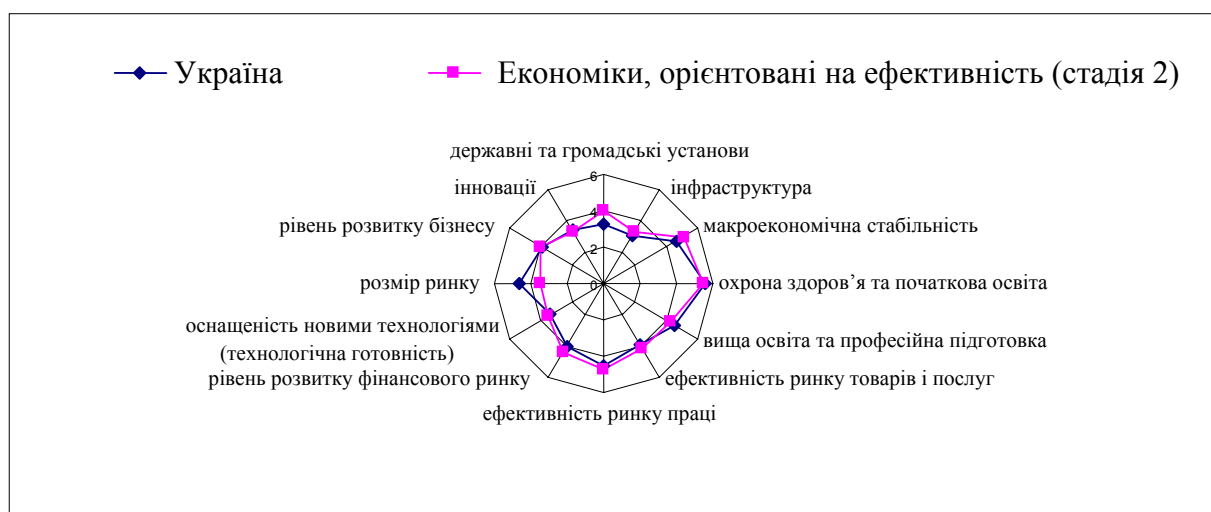 Україна
Економіки, орієнтовані на ефективність (стадія 2)
державні та громадські установи
інновації
інфраструктура
рівень розвитку бізнесу
макроекономічна стабільність
розмір ринку
охрона здоров’я та початкова освіта
оснащеність новими технологіями
(технологічна готовність)
вища освіта та професійна підготовка
рівень розвитку фінансового ринку
ефективність ринку товарів і послуг
ефективність ринку праці
6
4
2
0